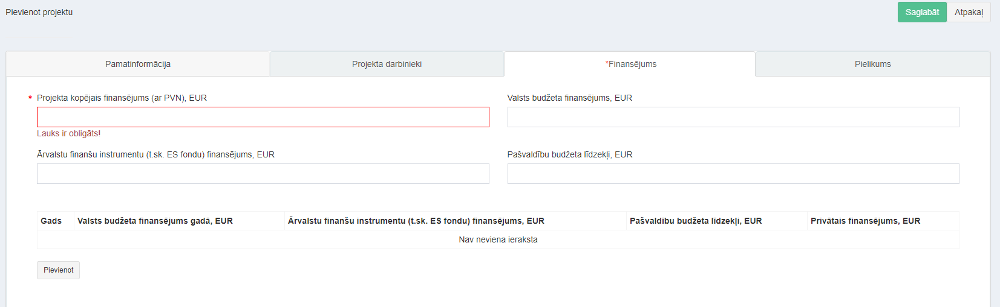 Pievienot projektu
Saglabāt
Atpakaļ
Pamatinformācija
Projekta darbinieki
*Finansējums
Pielikums
* Projekta kopējais finansējums (ar PVN), EUR
Valsts budžeta finansējums, EUR
Lauks ir obligāts!
Ārvalstu finanšu instrumentu (t.sk. ES fondu) finansējums, EUR
Pašvaldību budžeta līdzekļi, EUR
Gads
Valsts budžeta finansējums gadā, EUR
Ārvalstu finanšu instrumentu (t.sk. ES fondu) finansējums, EUR
Pašvaldību budžeta līdzekļi, EUR
Privātais finansējums, EUR
Nav neviena ieraksta
Pievienot